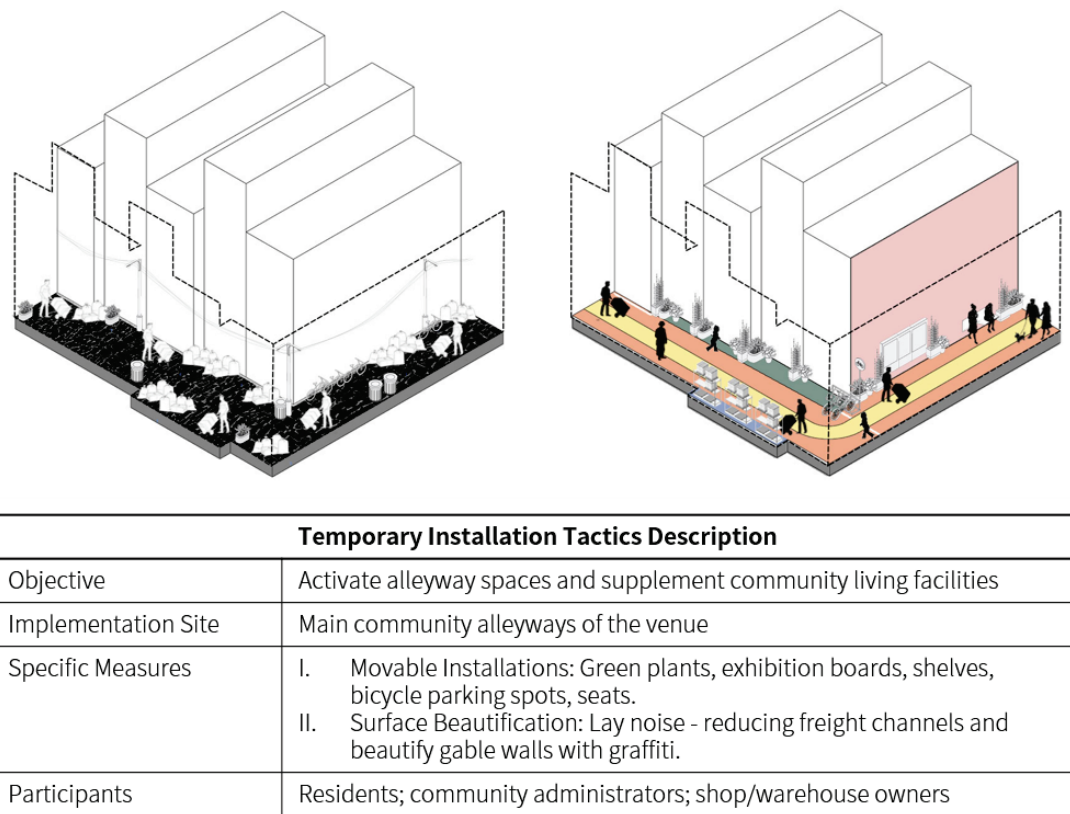 Temporary Installation Tactics Description
Objective
Activate alleyway spaces and supplement community living facilities
Implementation Site
Main community alleyways of the venue
Specific Measures
I. Movable Installations: Green plants, exhibition boards, shelves,
bicycle parking spots, seats.
II. Surface Beautification: Lay noise - reducing freight channels and
beautify gable walls with graffiti.
Participants
Residents; community administrators; shop/warehouse owners